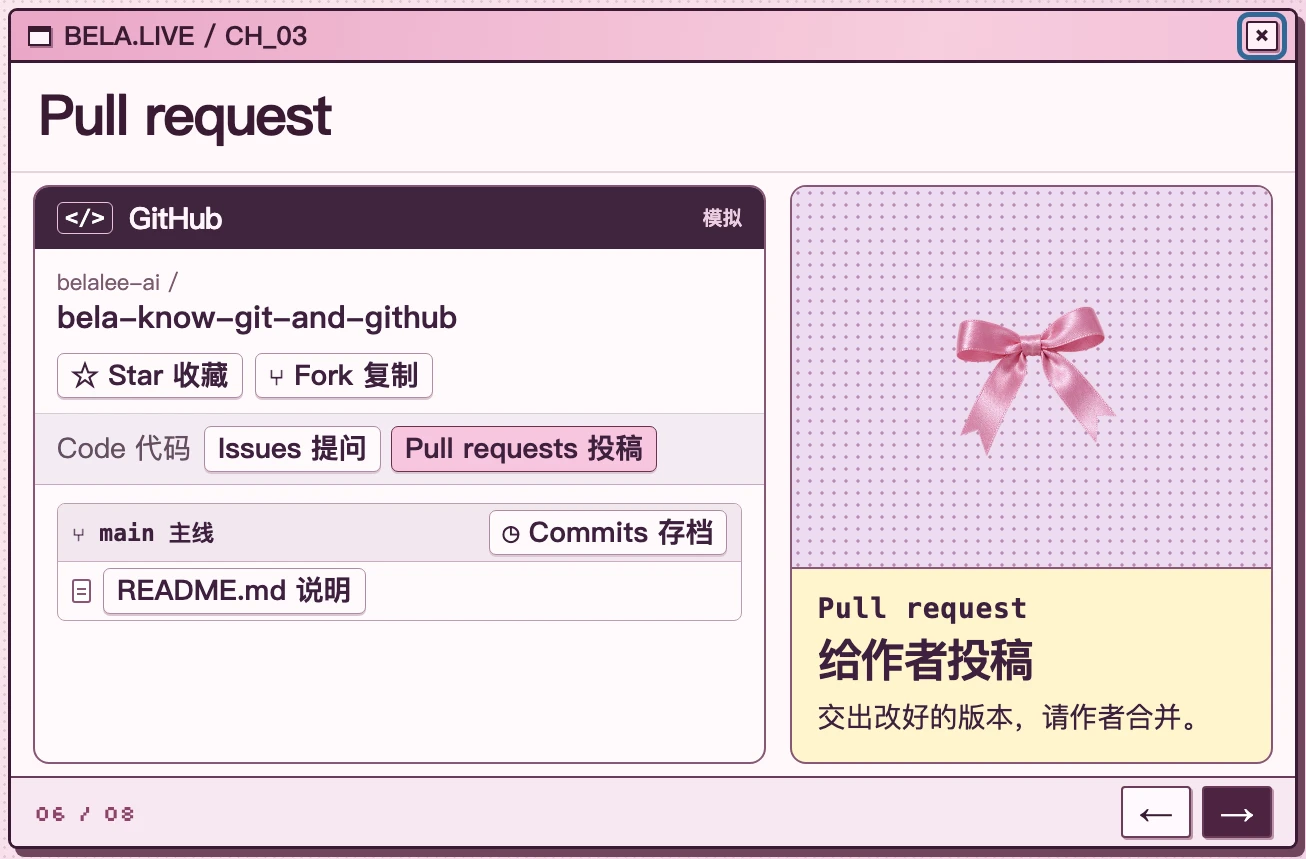 BELA.LIVE / CH_03
Pull request
</> GitHub 模拟
belalee-ai /
bela-know-git-and-github
☆ Star 收藏 Fork 复制
Code 代码 Issues 提问 Pull requests 投稿
main 主线 Commits 存档
README.md 说明
Pull request
给作者投稿
交出改好的版本，请作者合并。
06 / 08 ← →